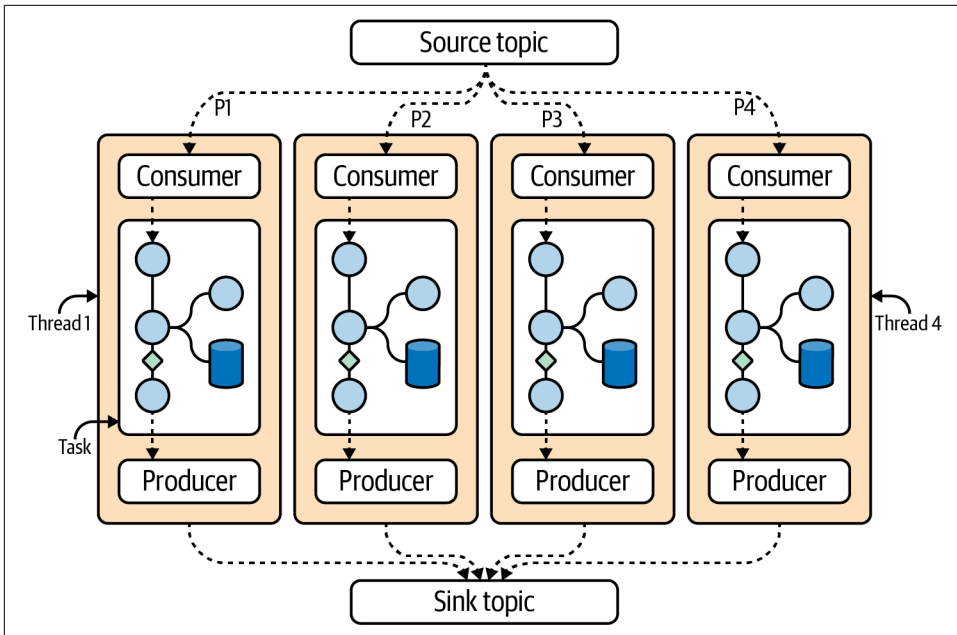 Source topic
P1
P2
P3
P4
Consumer
Consumer
Consumer
Consumer
Thread 1
Thread 4
Task
Producer
Producer
Producer
Producer
Sink topic